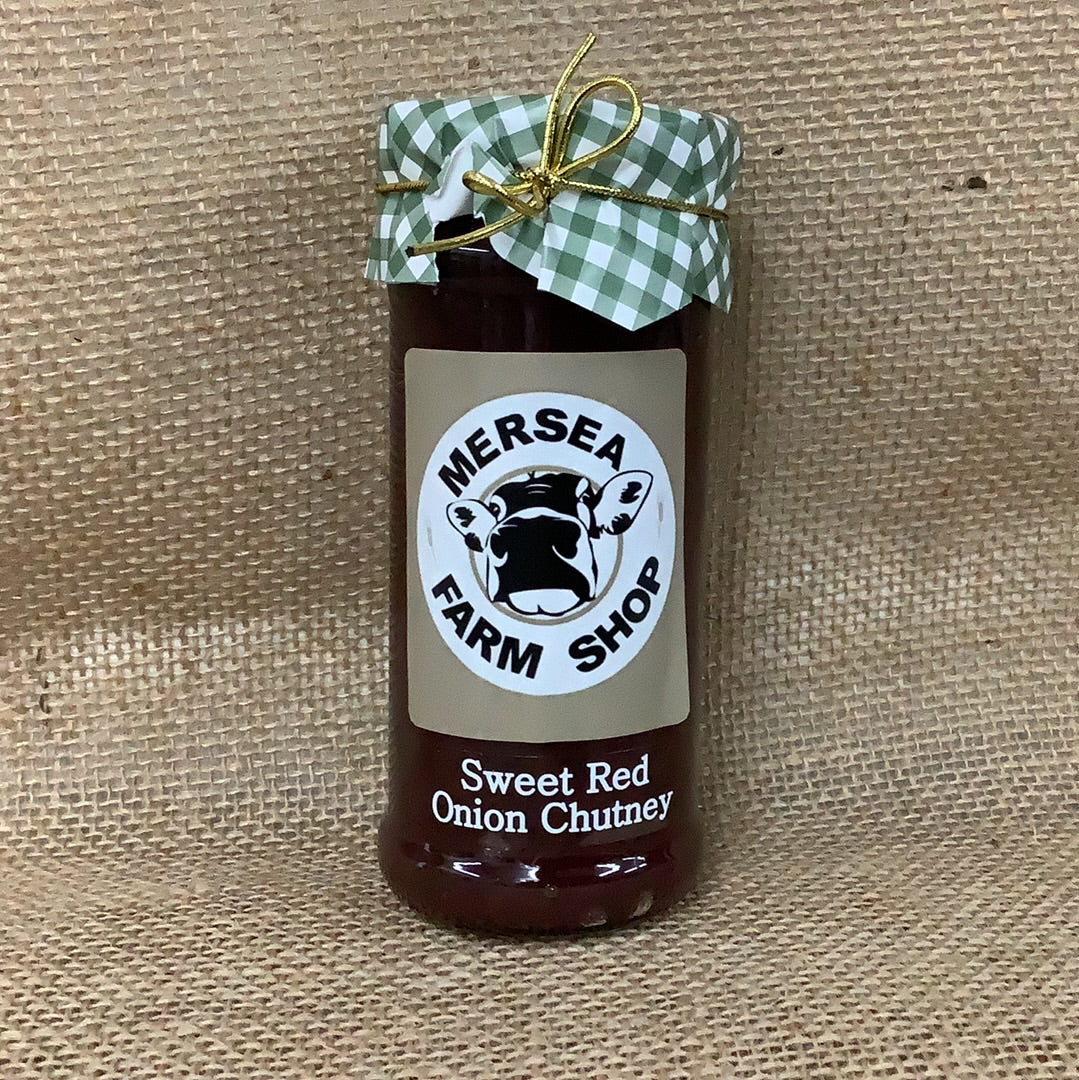 MERSEA
FARM SHOP
Sweet Red
Onion Chutney